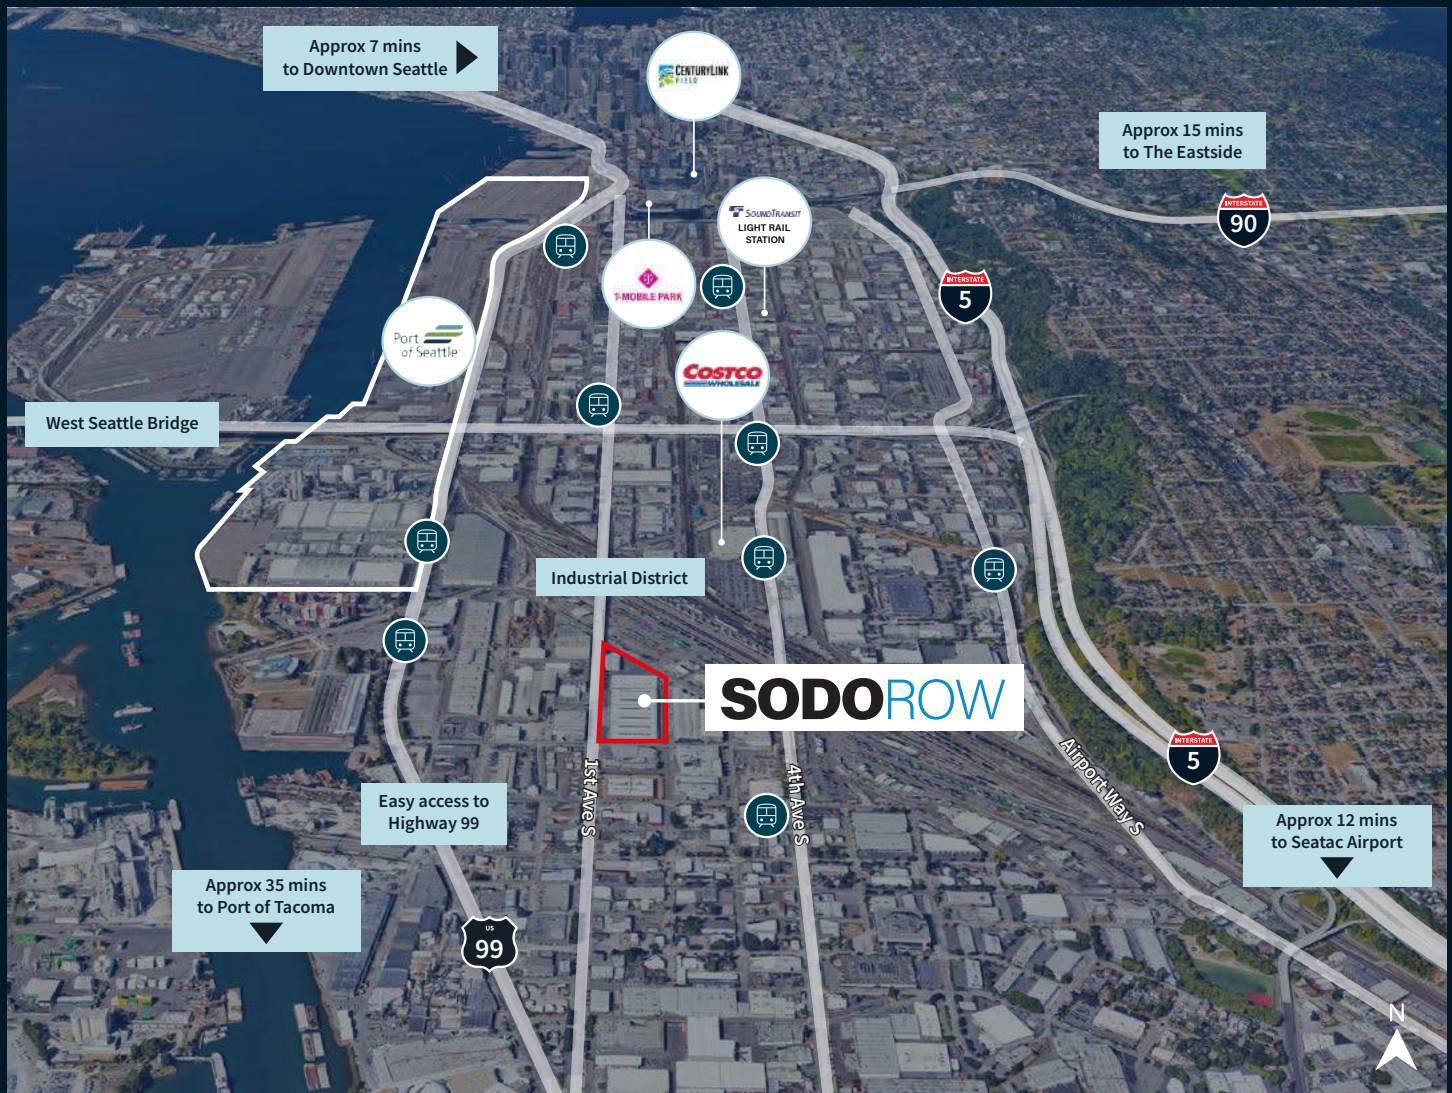 Approx 7 mins
to Downtown Seattle
CENTURYLINK
FIELD
Approx 15 mins
to The Eastside
SOUNDTRANSIT
LIGHT RAIL
STATION
INTERSTATE
90
T-MOBILE PARK
INTERSTATE
5
Port
of Seattle
COSTCO
WHOLESALE
West Seattle Bridge
Industrial District
SODOROW
INTERSTATE
5
1st Ave S
4th Ave S
Airport Way S
Easy access to
Highway 99
Approx 12 mins
to Seatac Airport
Approx 35 mins
to Port of Tacoma
US
99
N